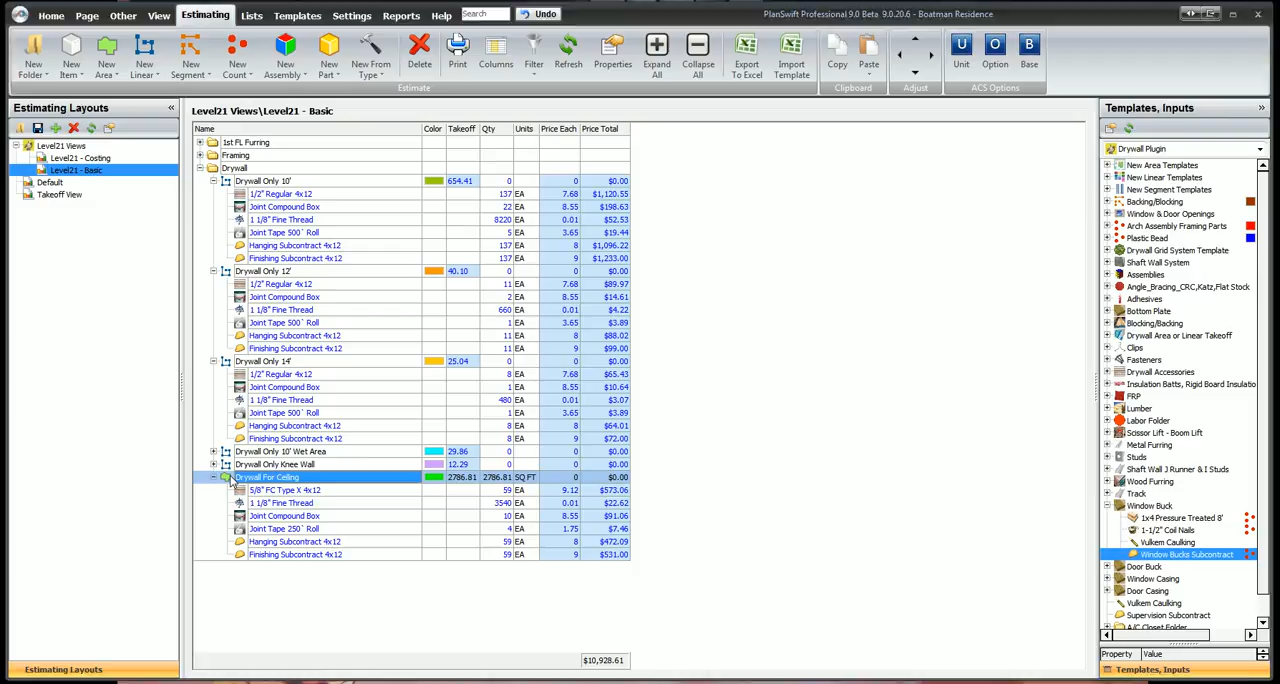 Home Page Other View Estimating Lists Templates Settings Reports Help Search Undo PlanSwift Professional 9.0 Beta 9.0.20.6 - Boatman Residence
New Folder New Item New Area New Linear New Segment New Count New Assembly New Part New From Type Delete Print Columns Filter Refresh Properties Expand All Collapse All Export To Excel Import Template Copy Paste U Unit O Option B Base
Estimate Clipboard Adjust ACS Options
Estimating Layouts «
Level21 Views
Level21 - Costing
Level21 - Basic
Default
Takeoff View
Estimating Layouts
Level21 Views\Level21 - Basic
Name Color Takeoff Qty Units Price Each Price Total
1st FL Furring
Framing
Drywall
Drywall Only 10' 654.41 0 0 $0.00
1/2" Regular 4x12 137 EA 7.68 $1,120.55
Joint Compound Box 22 EA 8.55 $198.63
1 1/8" Fine Thread 8220 EA 0.01 $52.53
Joint Tape 500` Roll 5 EA 3.65 $19.44
Hanging Subcontract 4x12 137 EA 8 $1,096.22
Finishing Subcontract 4x12 137 EA 9 $1,233.00
Drywall Only 12' 40.10 0 0 $0.00
1/2" Regular 4x12 11 EA 7.68 $89.97
Joint Compound Box 2 EA 8.55 $14.61
1 1/8" Fine Thread 660 EA 0.01 $4.22
Joint Tape 500` Roll 1 EA 3.65 $3.89
Hanging Subcontract 4x12 11 EA 8 $88.02
Finishing Subcontract 4x12 11 EA 9 $99.00
Drywall Only 14' 25.04 0 0 $0.00
1/2" Regular 4x12 8 EA 7.68 $65.43
Joint Compound Box 1 EA 8.55 $10.64
1 1/8" Fine Thread 480 EA 0.01 $3.07
Joint Tape 500` Roll 1 EA 3.65 $3.89
Hanging Subcontract 4x12 8 EA 8 $64.01
Finishing Subcontract 4x12 8 EA 9 $72.00
Drywall Only 10' Wet Area 29.86 0 0 $0.00
Drywall Only Knee Wall 12.29 0 0 $0.00
Drywall For Ceiling 2786.81 2786.81 SQ FT 0 $0.00
5/8" FC Type X 4x12 59 EA 9.12 $573.06
1 1/8" Fine Thread 3540 EA 0.01 $22.62
Joint Compound Box 10 EA 8.55 $91.06
Joint Tape 250` Roll 4 EA 1.75 $7.46
Hanging Subcontract 4x12 59 EA 8 $472.09
Finishing Subcontract 4x12 59 EA 9 $531.00
$10,928.61
Templates, Inputs »
Drywall Plugin
New Area Templates
New Linear Templates
New Segment Templates
Backing/Blocking
Window & Door Openings
Arch Assembly Framing Parts
Plastic Bead
Drywall Grid System Template
Shaft Wall System
Assemblies
Angle_Bracing_CRC,Katz,Flat Stock
Adhesives
Bottom Plate
Blocking/Backing
Drywall Area or Linear Takeoff
Clips
Fasteners
Drywall Accessories
Insulation Batts, Rigid Board Insulatio
FRP
Lumber
Labor Folder
Scissor Lift - Boom Lift
Metal Furring
Studs
Shaft Wall J Runner & I Studs
Wood Furring
Track
Window Buck
1x4 Pressure Treated 8'
1-1/2" Coil Nails
Vulkem Caulking
Window Bucks Subcontract
Door Buck
Window Casing
Door Casing
Vulkem Caulking
Supervision Subcontract
A/C Closet Folder
Property Value
Templates, Inputs